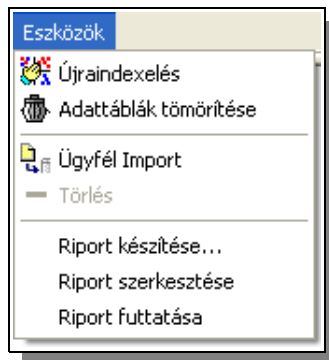 Eszközök
Újraindexelés
Adattáblák tömörítése
Ügyfél Import
Törlés
Riport készítése...
Riport szerkesztése
Riport futtatása